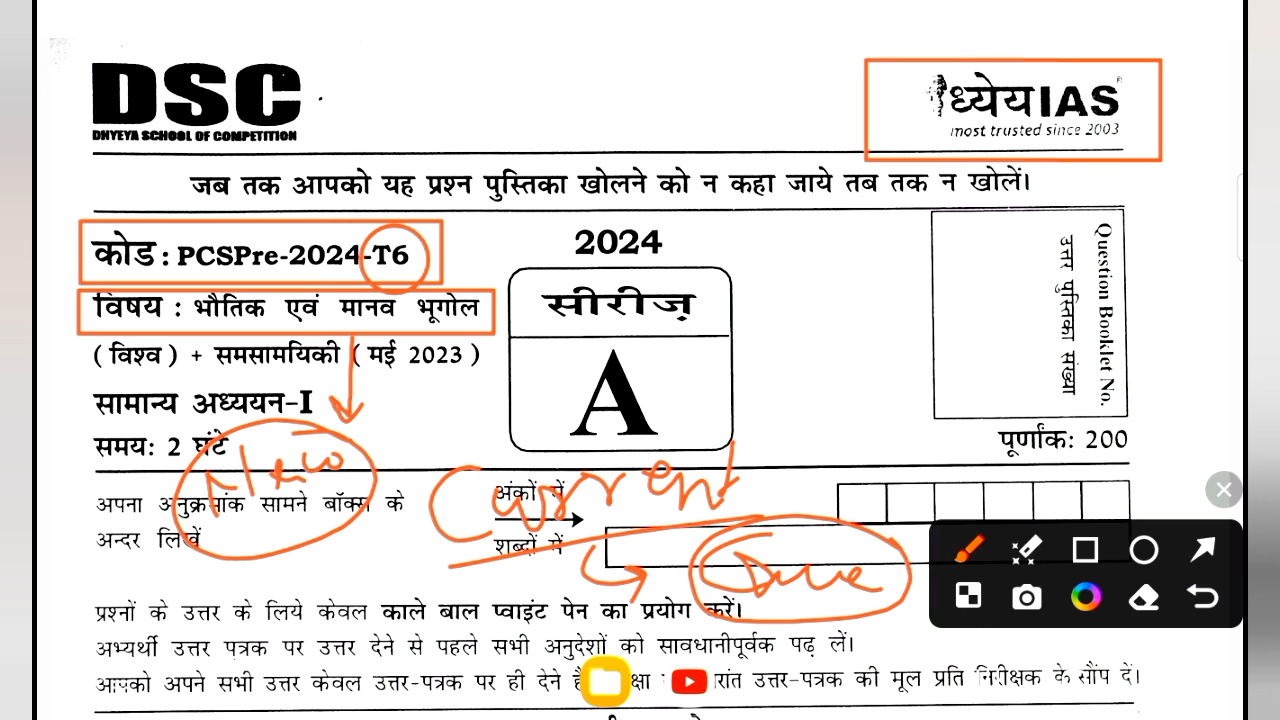 DSC
DHYEYA SCHOOL OF COMPETITION
ध्येय IAS
most trusted since 2003
जब तक आपको यह प्रश्न पुस्तिका खोलने को न कहा जाये तब तक न खोलें।
कोड : PCSPre-2024-T6
विषय : भौतिक एवं मानव भूगोल
( विश्व ) + समसामयिकी ( मई 2023 )
सामान्य अध्ययन-I
समय: 2 घंटे
2024
सीरीज़
A
Question Booklet No.
उत्तर पुस्तिका संख्या
पूर्णांक: 200
अपना अनुक्रमांक सामने बॉक्स के
अन्दर लिखें
अंकों में
शब्दों में
Current
प्रश्नों के उत्तर के लिये केवल काले बाल प्वाइंट पेन का प्रयोग करें।
अभ्यर्थी उत्तर पत्रक पर उत्तर देने से पहले सभी अनुदेशों को सावधानीपूर्वक पढ़ लें।
आपको अपने सभी उत्तर केवल उत्तर-पत्रक पर ही देने उत्तर-पत्रक की मूल प्रति निरीक्षक के सौंप दें।